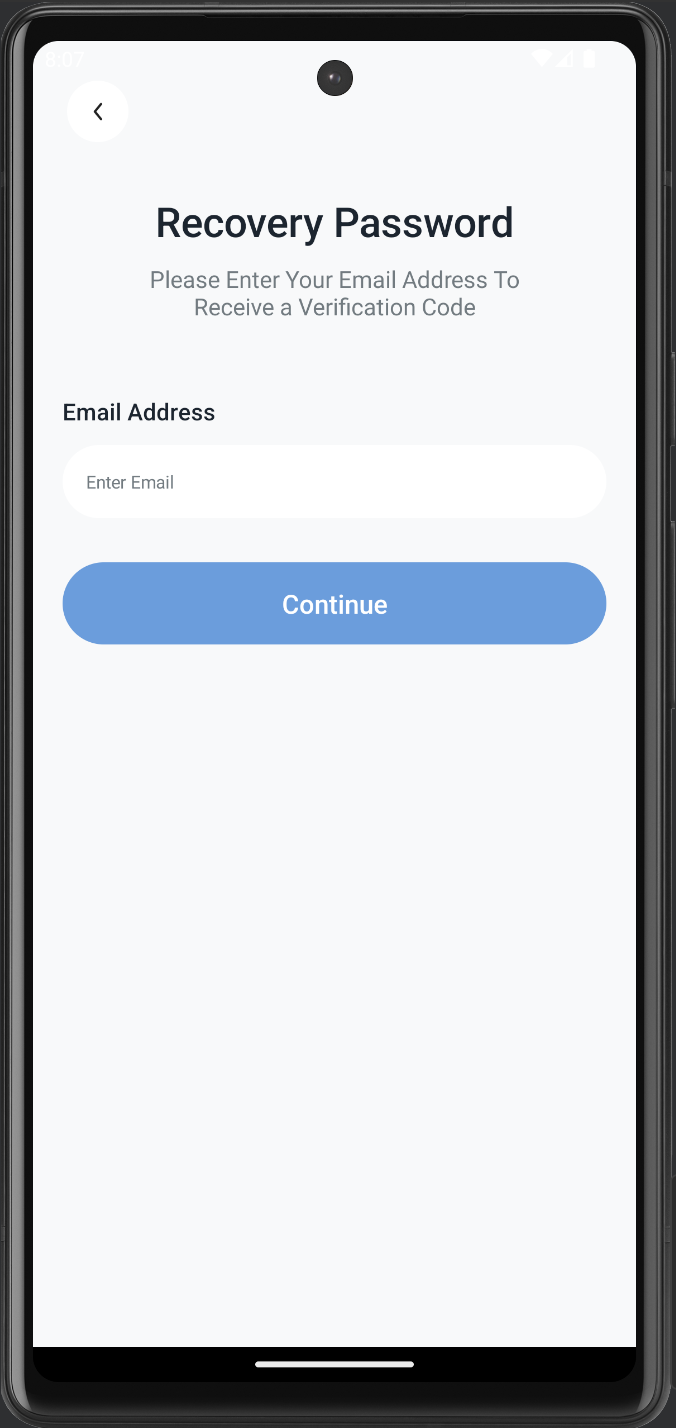 8:07
Recovery Password
Please Enter Your Email Address To
Receive a Verification Code
Email Address
Enter Email
Continue